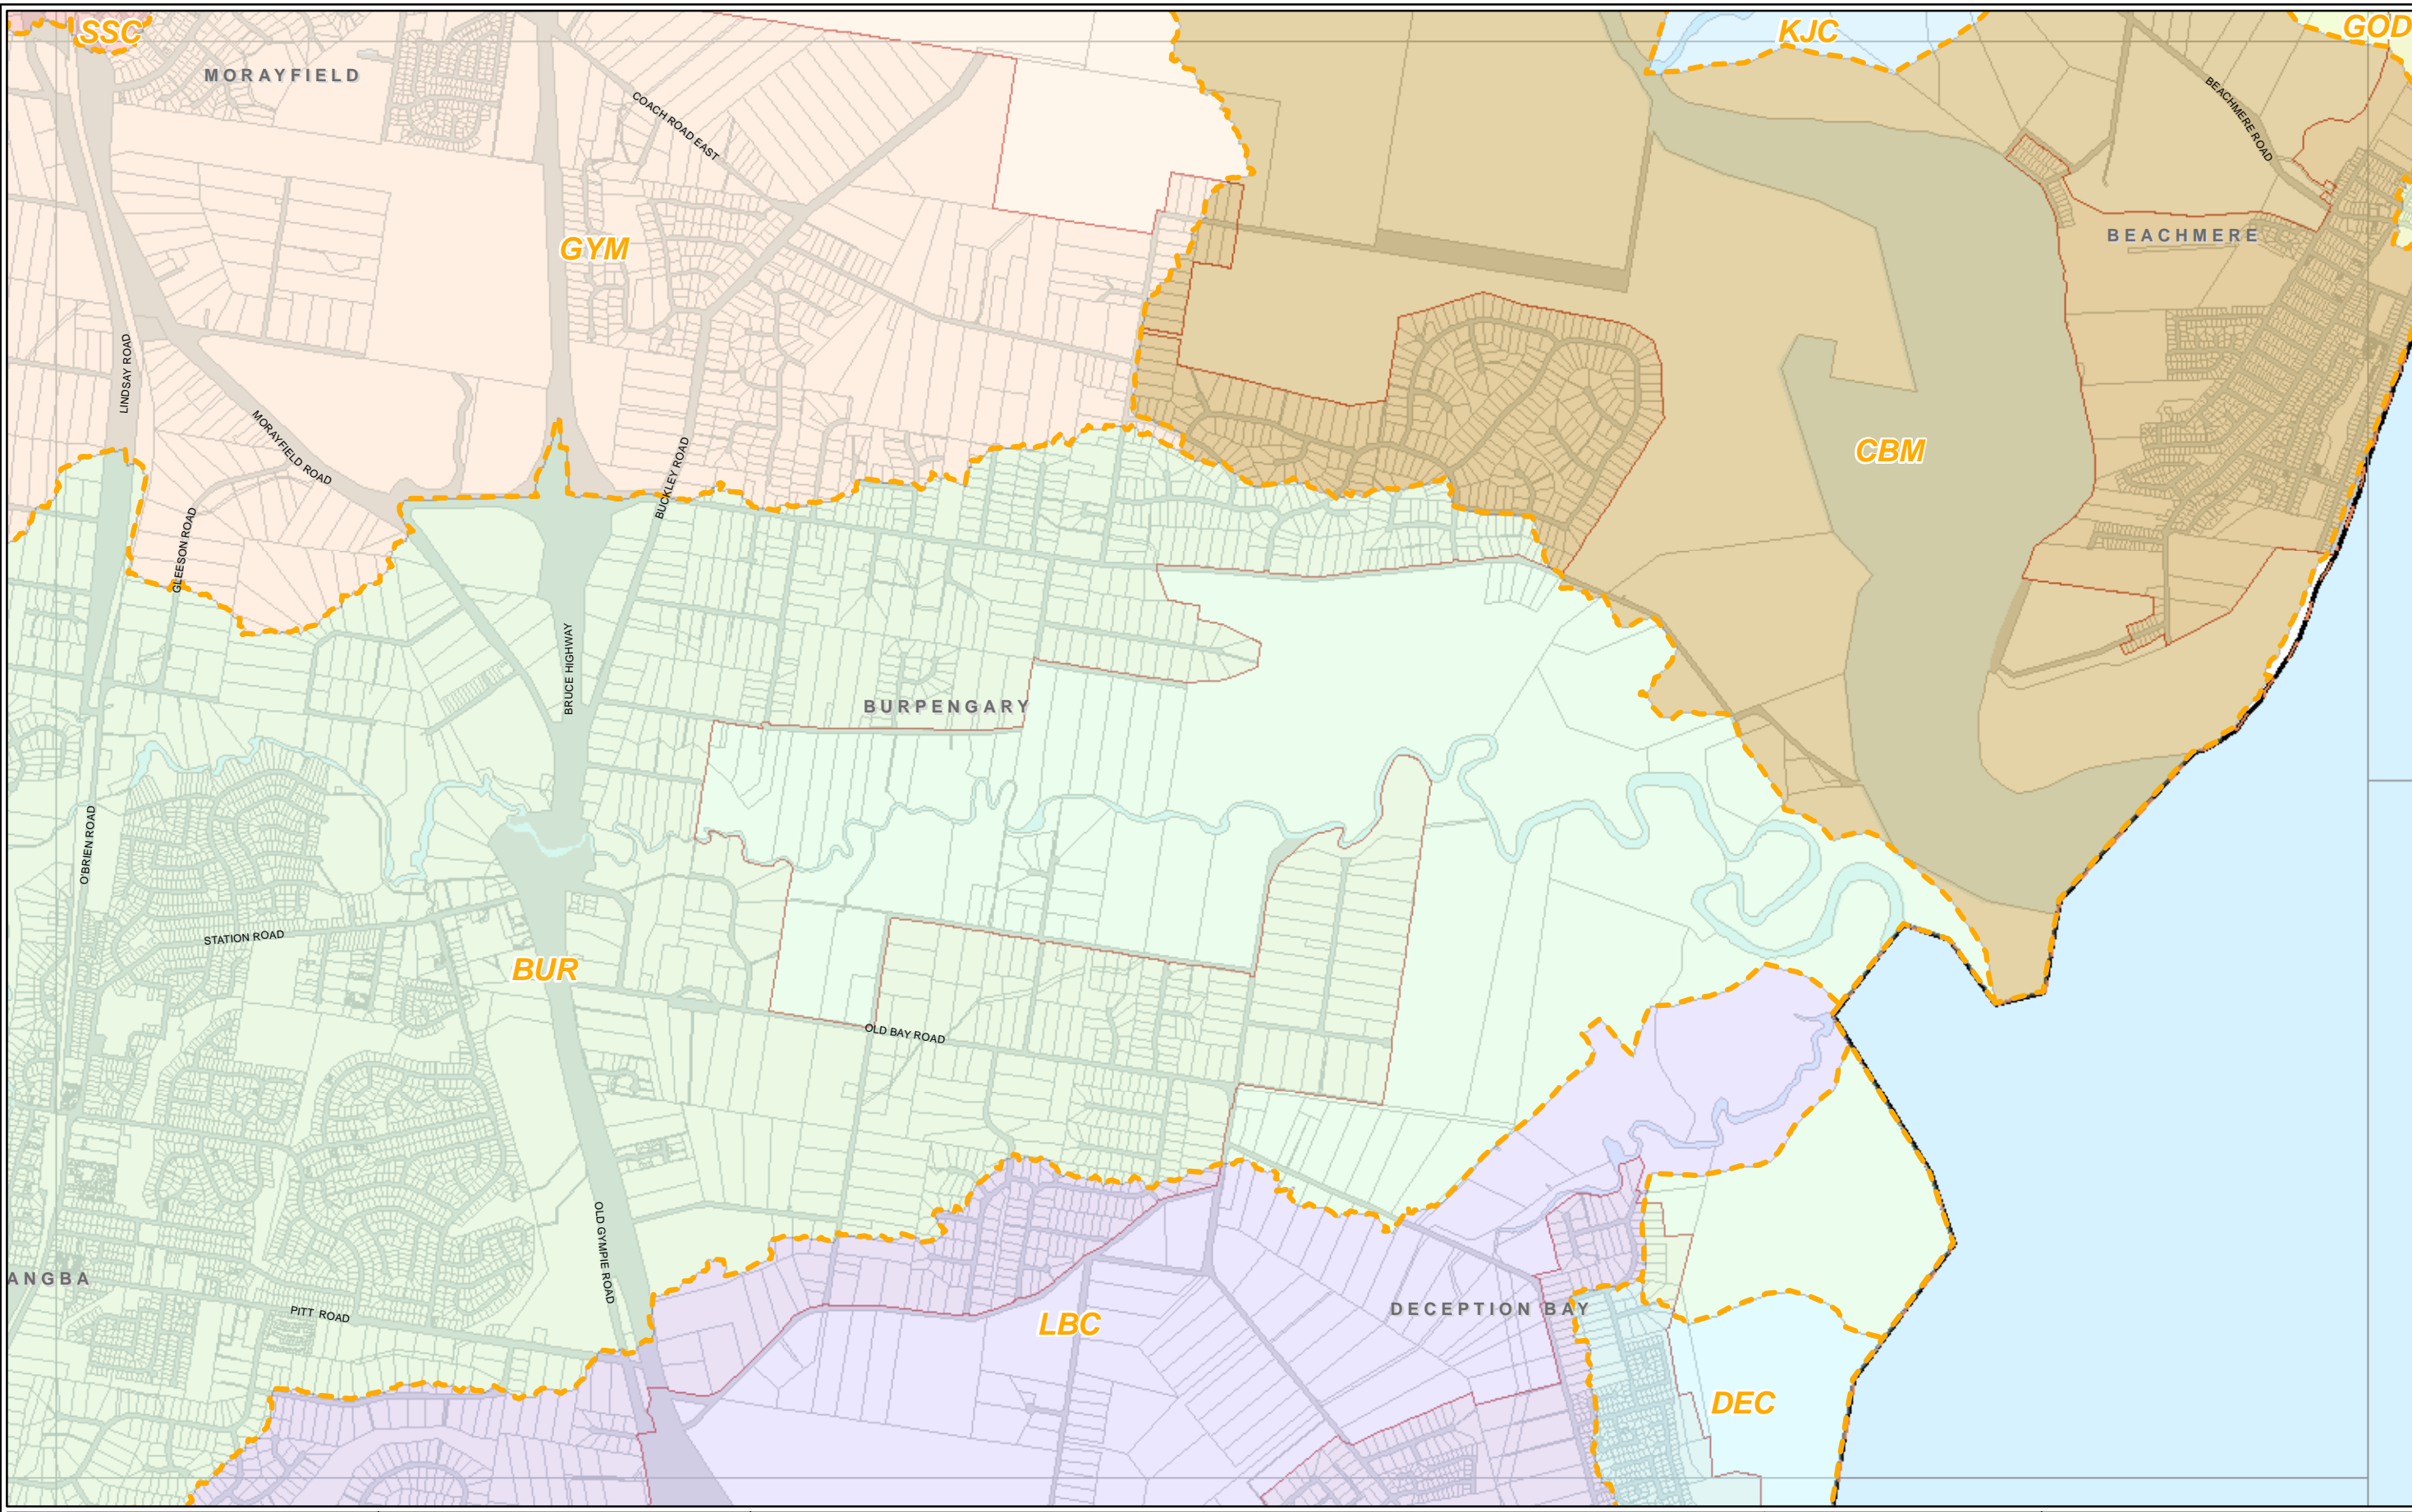 SSC
KJC
GOD
MORAYFIELD
COACH ROAD EAST
BEACHMERE ROAD
GYM
BEACHMERE
LINDSAY ROAD
MORAYFIELD ROAD
BUCKLEY ROAD
CBM
GLEESON ROAD
BRUCE HIGHWAY
BURPENGARY
O'BRIEN ROAD
STATION ROAD
BUR
OLD BAY ROAD
OLD GYMPIE ROAD
ANGBA
PITT ROAD
LBC
DECEPTION BAY
DEC